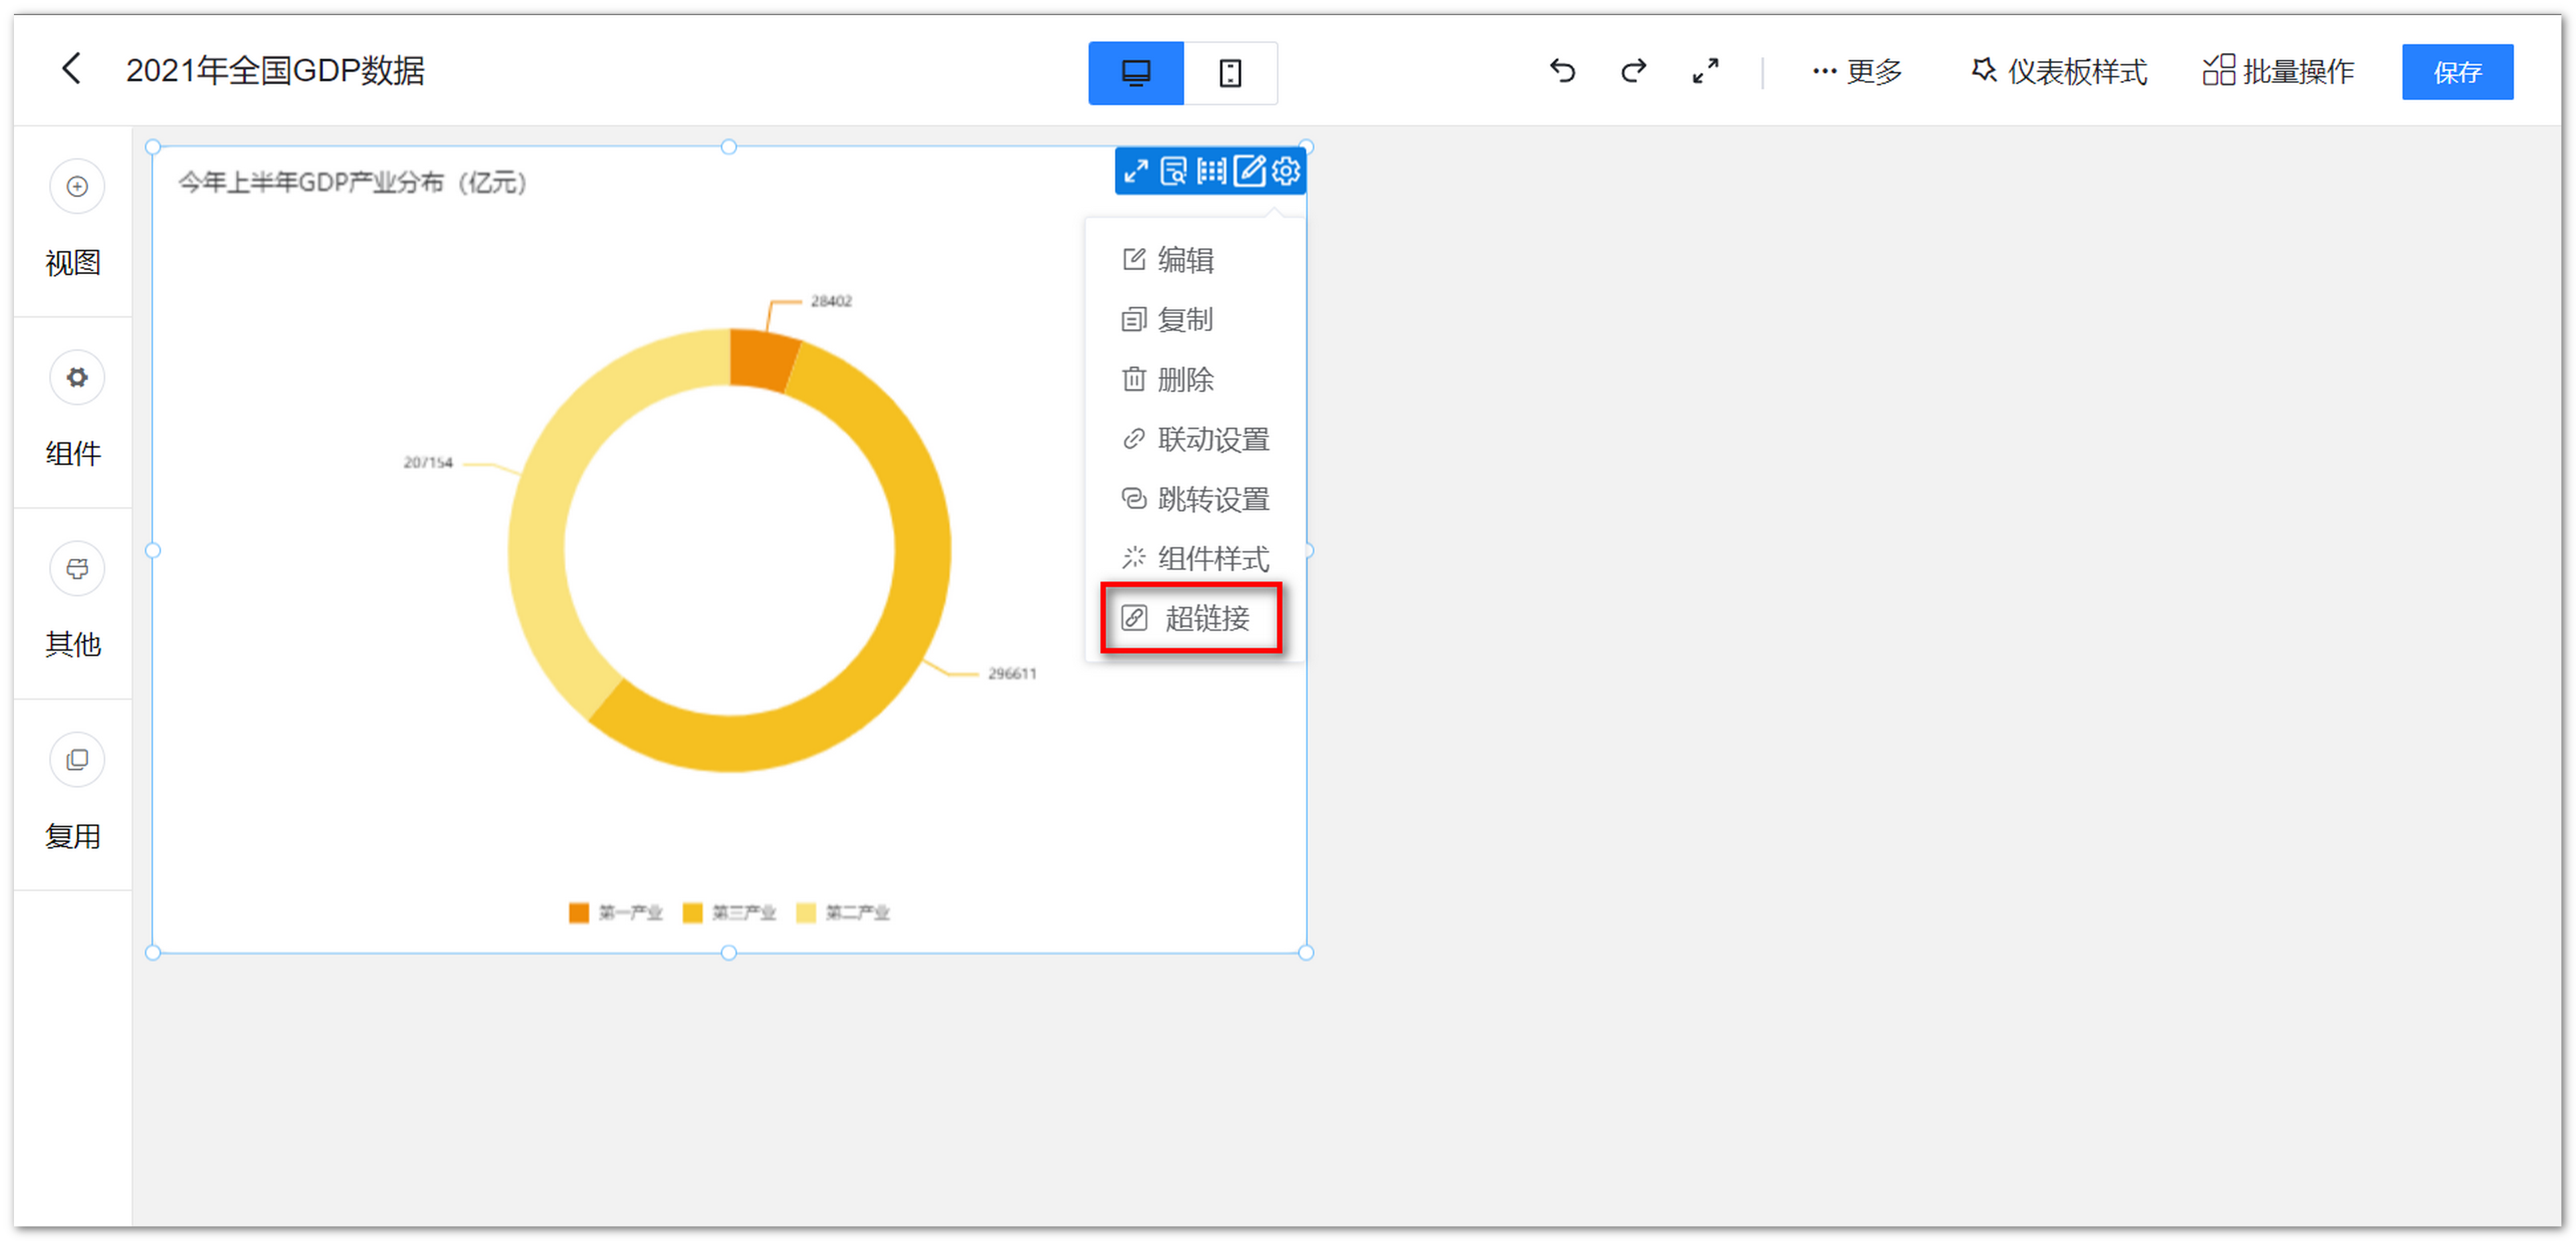 2021年全国GDP数据
更多
仪表板样式
批量操作
保存
视图
组件
其他
复用
今年上半年GDP产业分布（亿元）
28402
207154
296611
第一产业 第三产业 第二产业
编辑
复制
删除
联动设置
跳转设置
组件样式
超链接